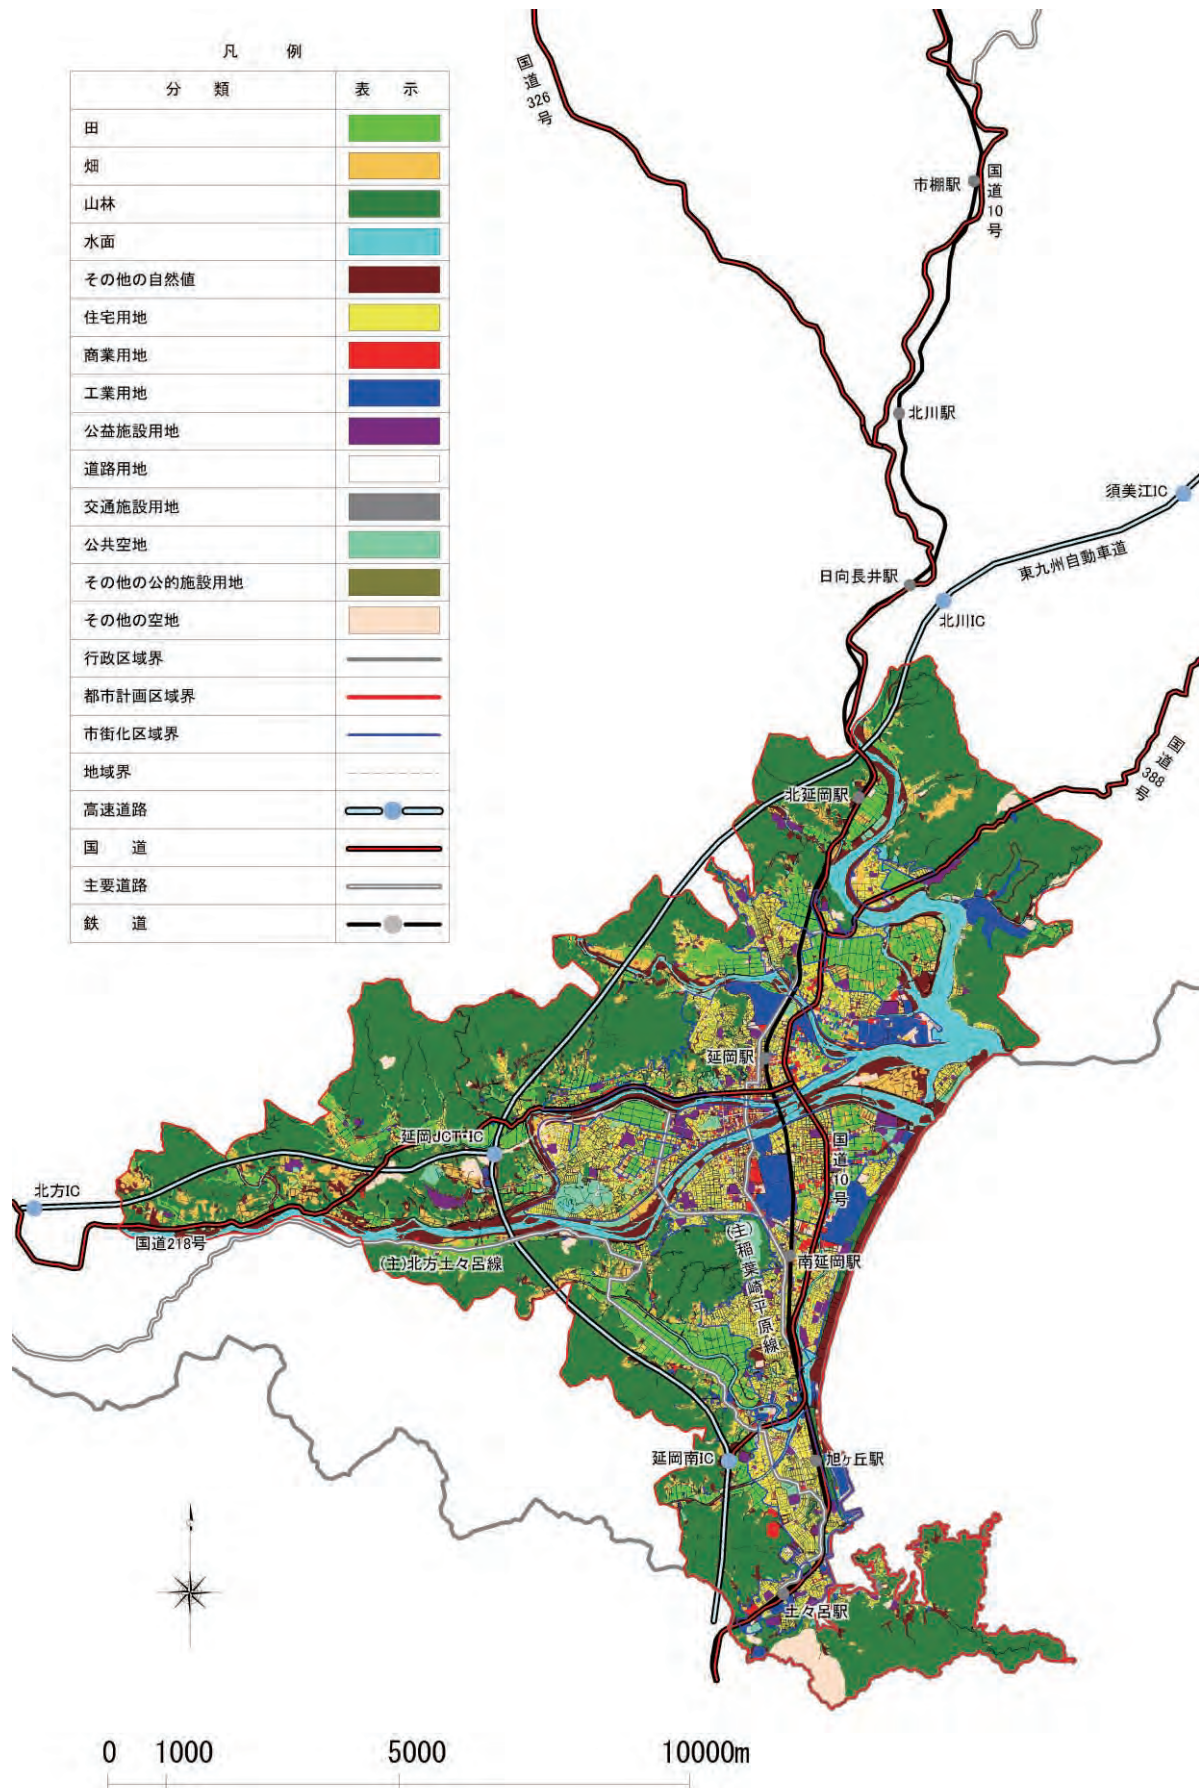 凡 例
分 類 表 示
田
畑
山林
水面
その他の自然値
住宅用地
商業用地
工業用地
公益施設用地
道路用地
交通施設用地
公共空地
その他の公的施設用地
その他の空地
行政区域界
都市計画区域界
市街化区域界
地域界
高速道路
国 道
主要道路
鉄 道
国道326号
市棚駅
国道10号
北川駅
須美江IC
東九州自動車道
日向長井駅
北川IC
国道388号
北延岡駅
延岡駅
延岡JCT・IC
国道10号
北方IC
国道218号
(主)北方土々呂線
(主)稲葉崎平原線
南延岡駅
延岡南IC
旭ヶ丘駅
土々呂駅
0 1000 5000 10000m